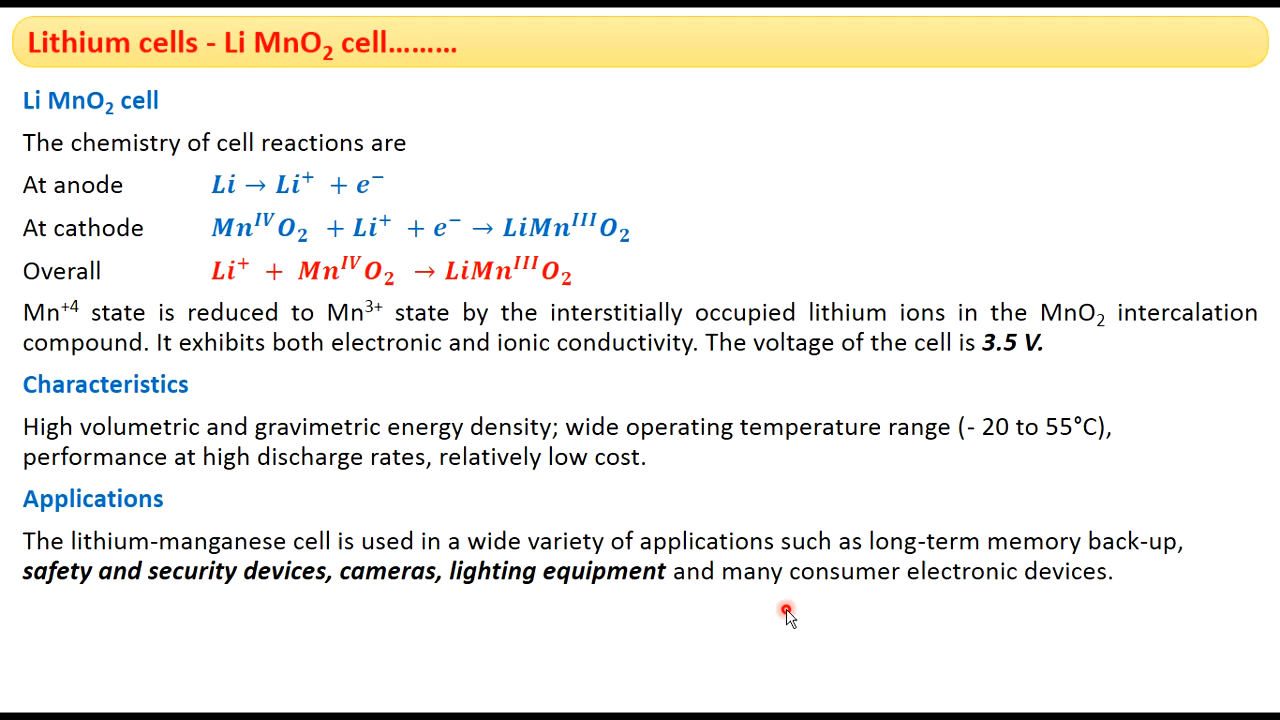 Lithium cells - Li MnO₂ cell………
Li MnO₂ cell
The chemistry of cell reactions are
At anode Li → Li⁺ + e⁻
At cathode MnᴵⱽO₂ + Li⁺ + e⁻ → LiMnᴵᴵᴵO₂
Overall Li⁺ + MnᴵⱽO₂ → LiMnᴵᴵᴵO₂
Mn⁺⁴ state is reduced to Mn³⁺ state by the interstitially occupied lithium ions in the MnO₂ intercalation
compound. It exhibits both electronic and ionic conductivity. The voltage of the cell is 3.5 V.
Characteristics
High volumetric and gravimetric energy density; wide operating temperature range (- 20 to 55°C),
performance at high discharge rates, relatively low cost.
Applications
The lithium-manganese cell is used in a wide variety of applications such as long-term memory back-up,
safety and security devices, cameras, lighting equipment and many consumer electronic devices.